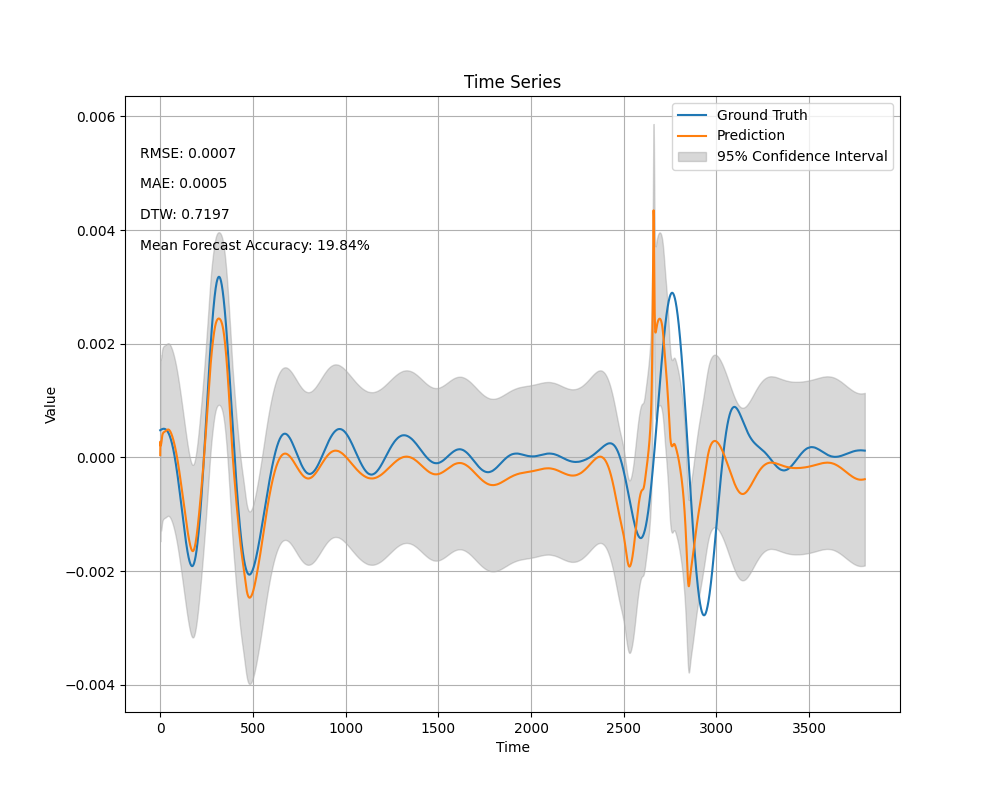 Time Series
Ground Truth
Prediction
95% Confidence Interval
RMSE: 0.0007
MAE: 0.0005
DTW: 0.7197
Mean Forecast Accuracy: 19.84%
0.006
0.004
0.002
0.000
−0.002
−0.004
Value
0 500 1000 1500 2000 2500 3000 3500
Time